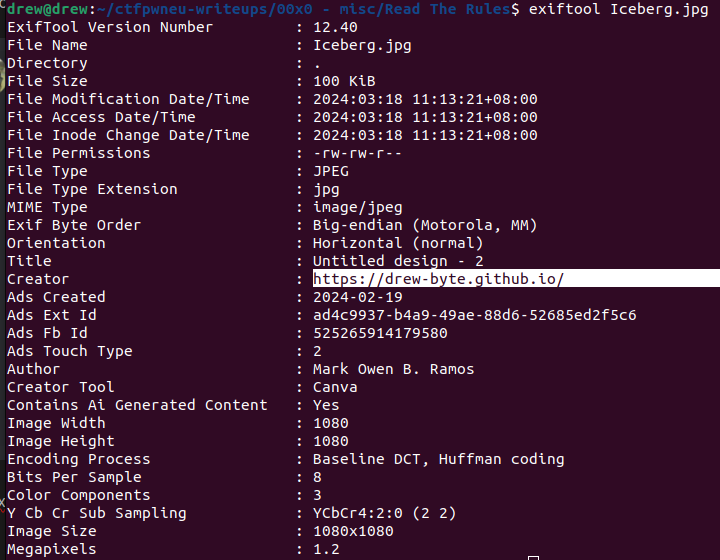 drew@drew:~/ctfpwneu-writeups/00x0 - misc/Read The Rules$ exiftool Iceberg.jpg
ExifTool Version Number : 12.40
File Name : Iceberg.jpg
Directory : .
File Size : 100 KiB
File Modification Date/Time : 2024:03:18 11:13:21+08:00
File Access Date/Time : 2024:03:18 11:13:21+08:00
File Inode Change Date/Time : 2024:03:18 11:13:21+08:00
File Permissions : -rw-rw-r--
File Type : JPEG
File Type Extension : jpg
MIME Type : image/jpeg
Exif Byte Order : Big-endian (Motorola, MM)
Orientation : Horizontal (normal)
Title : Untitled design - 2
Creator : https://drew-byte.github.io/
Ads Created : 2024-02-19
Ads Ext Id : ad4c9937-b4a9-49ae-88d6-52685ed2f5c6
Ads Fb Id : 525265914179580
Ads Touch Type : 2
Author : Mark Owen B. Ramos
Creator Tool : Canva
Contains Ai Generated Content : Yes
Image Width : 1080
Image Height : 1080
Encoding Process : Baseline DCT, Huffman coding
Bits Per Sample : 8
Color Components : 3
Y Cb Cr Sub Sampling : YCbCr4:2:0 (2 2)
Image Size : 1080x1080
Megapixels : 1.2